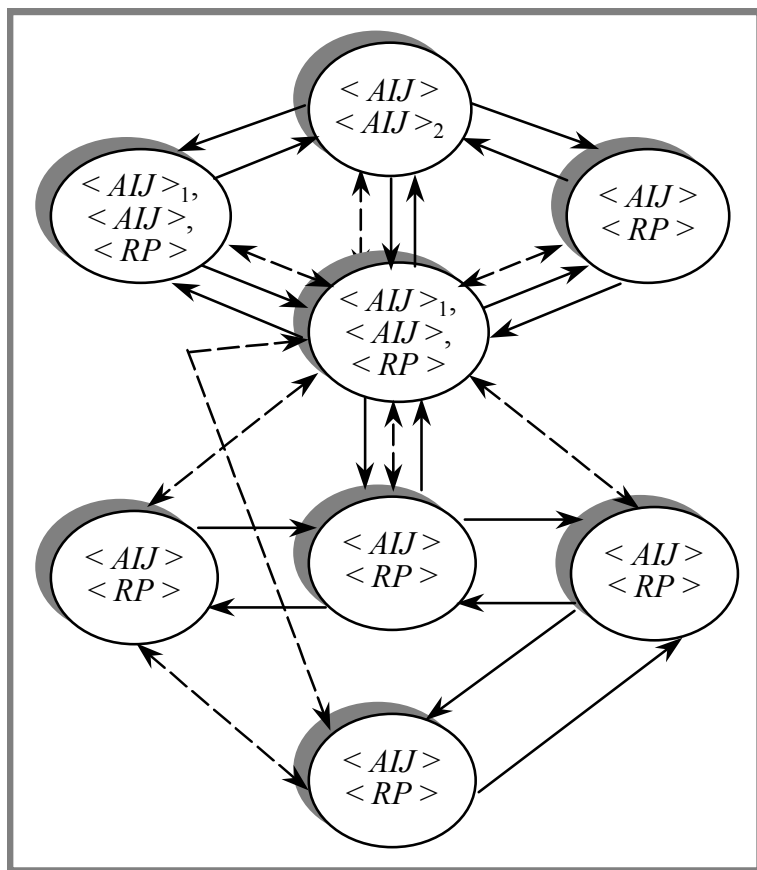 < AIJ >
< AIJ >₂
< AIJ >₁,
< AIJ >,
< RP >
< AIJ >
< RP >
< AIJ >₁,
< AIJ >,
< RP >
< AIJ >
< RP >
< AIJ >
< RP >
< AIJ >
< RP >
< AIJ >
< RP >